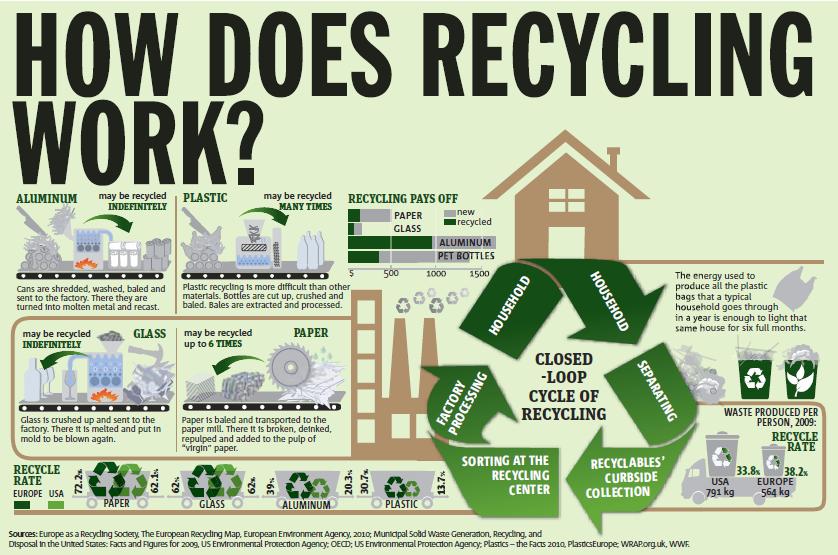 HOW DOES RECYCLING
WORK?
ALUMINUM
may be recycled
INDEFINITELY
Cans are shredded, washed, baled and
sent to the factory. There they are
turned into molten metal and recast.
PLASTIC
may be recycled
MANY TIMES
Plastic recycling is more difficult than other
materials. Bottles are cut up, crushed and
baled. Bales are extracted and processed.
RECYCLING PAYS OFF
new
recycled
PAPER
GLASS
ALUMINUM
PET BOTTLES
$ 500 1000 1500
may be recycled
INDEFINITELY
GLASS
Glass is crushed up and sent to the
factory. There it is melted and put in
mold to be blown again.
may be recycled
up to 6 TIMES
PAPER
Paper is baled and transported to the
paper mill. There it is broken, deinked,
repulped and added to the pulp of
"virgin" paper.
HOUSEHOLD
HOUSEHOLD
SEPARATING
RECYCLABLES'
CURBSIDE
COLLECTION
SORTING AT THE
RECYCLING
CENTER
FACTORY
PROCESSING
CLOSED
-LOOP
CYCLE OF
RECYCLING
The energy used to
produce all the plastic
bags that a typical
household goes through
in a year is enough to light that
same house for six full months.
WASTE PRODUCED PER
PERSON, 2009:
RECYCLE
RATE
33.8%
38.2%
USA
791 kg
EUROPE
564 kg
RECYCLE
RATE
EUROPE USA
72.2%
62.1%
PAPER
62%
62%
GLASS
39%
20.3%
ALUMINUM
30.7%
13.7%
PLASTIC
Sources: Europe as a Recycling Society, The European Recycling Map, European Environment Agency, 2010; Municipal Solid Waste Generation, Recycling, and
Disposal in the United States: Facts and Figures for 2009, US Environmental Protection Agency; OECD; US Environmental Protection Agency; Plastics – the Facts 2010, PlasticsEurope; WRAP.org.uk, WWF.